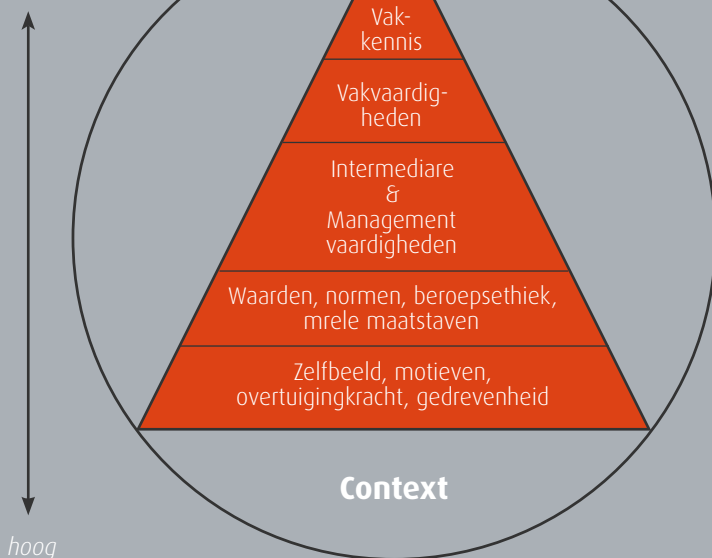 Vak-
kennis
Vakvaardig-
heden
Intermediare
&
Management
vaardigheden
Waarden, normen, beroepsethiek,
mrele maatstaven
Zelfbeeld, motieven,
overtuigingkracht, gedrevenheid
Context
hoog